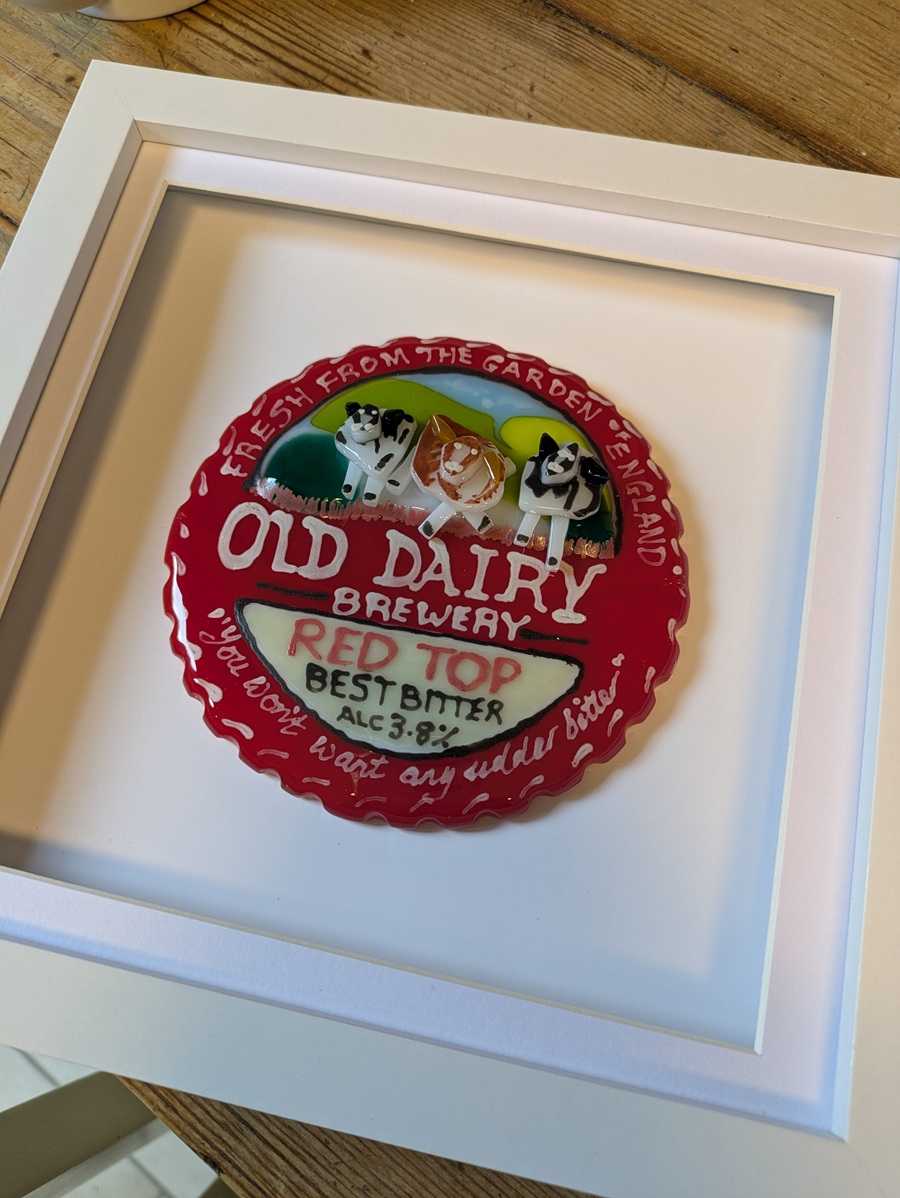 FRESH FROM THE GARDEN OF ENGLAND
OLD DAIRY
BREWERY
RED TOP
BEST BITTER
ALC 3.8%
"You won't want any udder bitter"